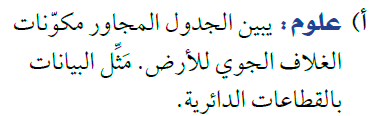 أ) علوم: يبين الجدول المجاور مكوّنات
الغلاف الجوي للأرض. مَثِّل البيانات
بالقطاعات الدائرية.